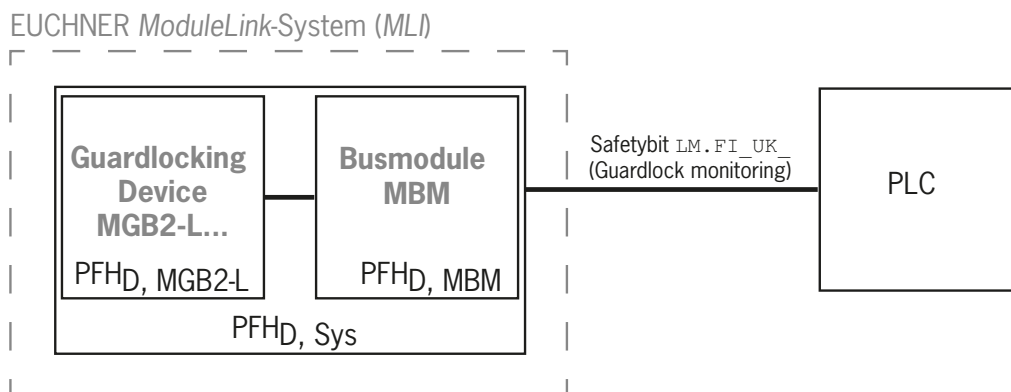 EUCHNER ModuleLink-System (MLI)
Guardlocking
Device
MGB2-L...
PFHD, MGB2-L
Busmodule
MBM
PFHD, MBM
PFHD, Sys
Safetybit LM.FI_UK_
(Guardlock monitoring)
PLC